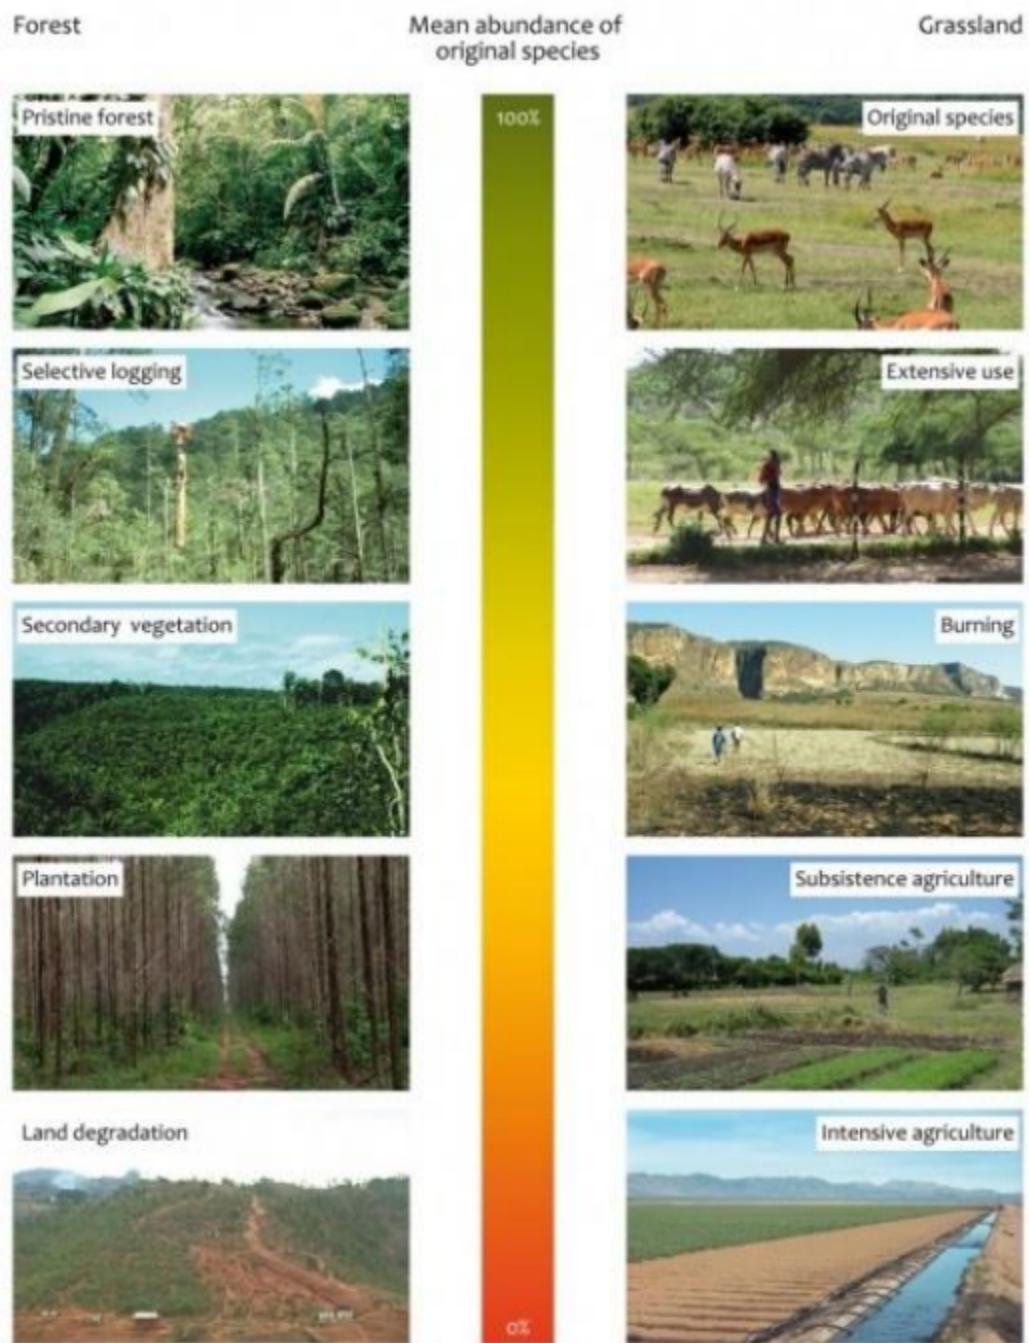 Forest
Mean abundance of
original species
Grassland
Pristine forest
100%
Original species
Selective logging
Extensive use
Secondary vegetation
Burning
Plantation
Subsistence agriculture
Land degradation
Intensive agriculture
0%